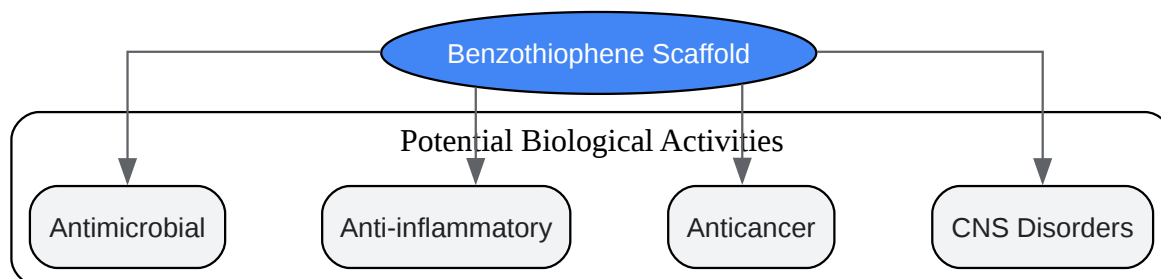 Benzothiophene Scaffold
Potential Biological Activities
Antimicrobial
Anti-inflammatory
Anticancer
CNS Disorders